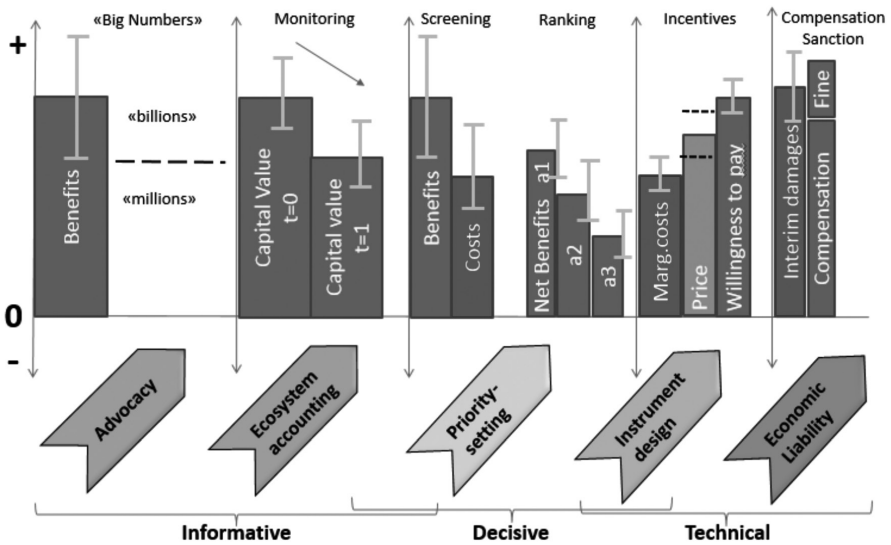 «Big Numbers»
Monitoring
Screening
Ranking
Incentives
Compensation
Sanction
+
«billions»
«millions»
0
-
Benefits
Capital Value
t=0
Capital value
t=1
Benefits
Costs
Net Benefits a1
a2
a3
Marg.costs
Price
Willingness to pay
Interim damages
Fine
Compensation
Advocacy
Ecosystem
accounting
Priority-
setting
Instrument
design
Economic
Liability
Informative
Decisive
Technical